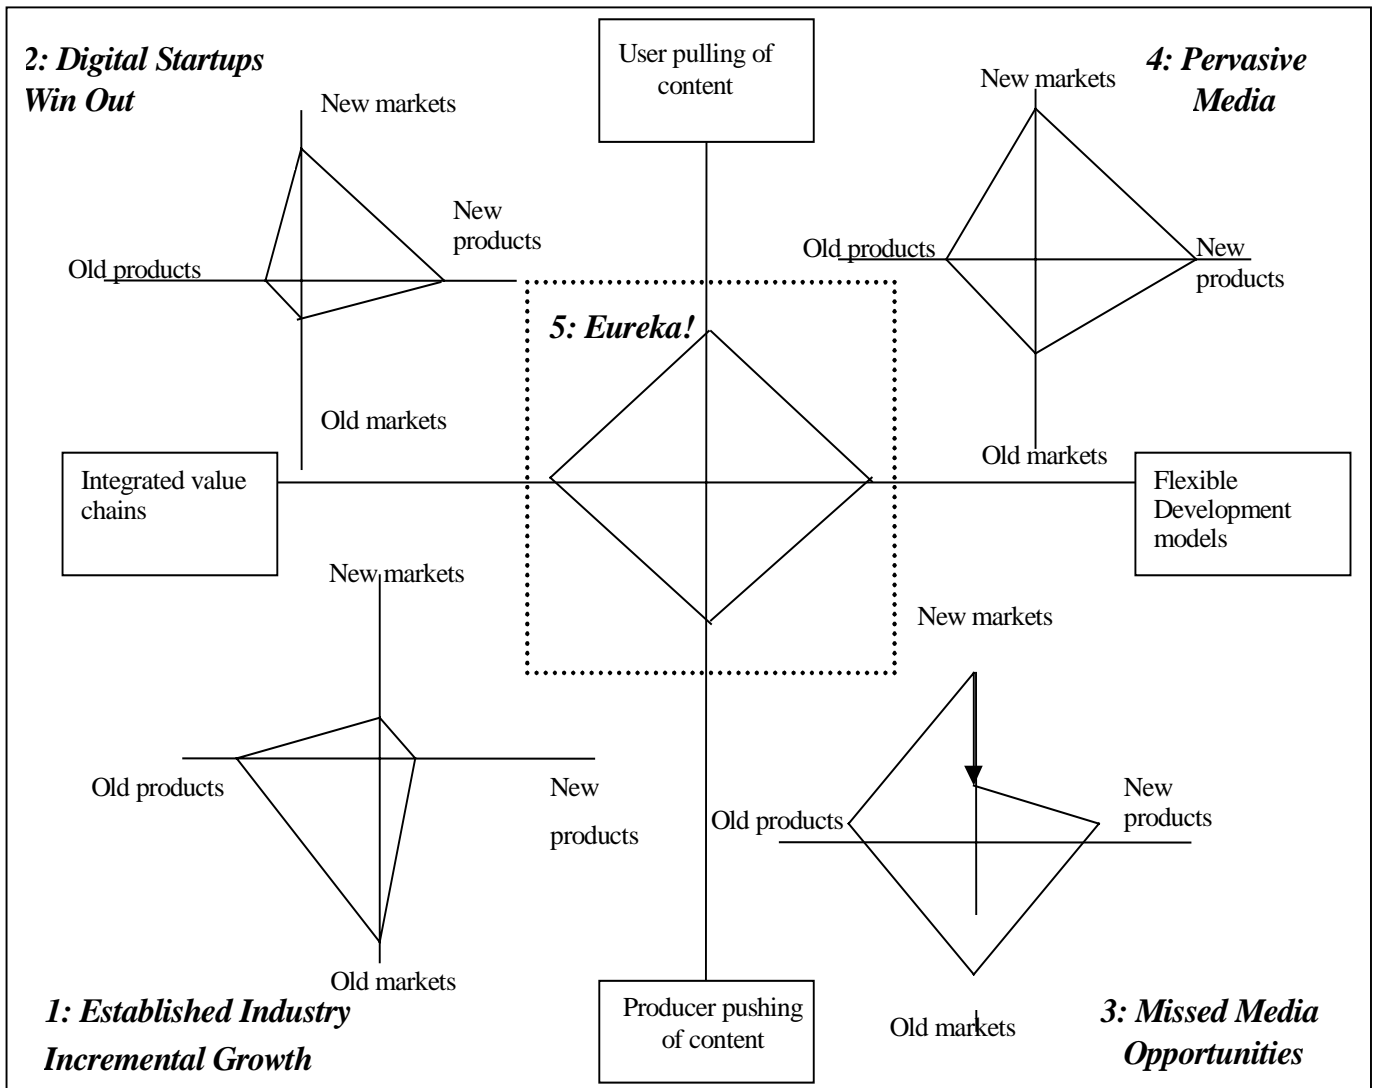 2: Digital Startups
Win Out
User pulling of
content
4: Pervasive
Media
New markets
New markets
New
products
Old products
Old products
New
products
5: Eureka!
Old markets
Old markets
Integrated value
chains
Flexible
Development
models
New markets
New markets
Old products
New
products
Old products
New
products
Old markets
Old markets
1: Established Industry
Incremental Growth
Producer pushing
of content
3: Missed Media
Opportunities